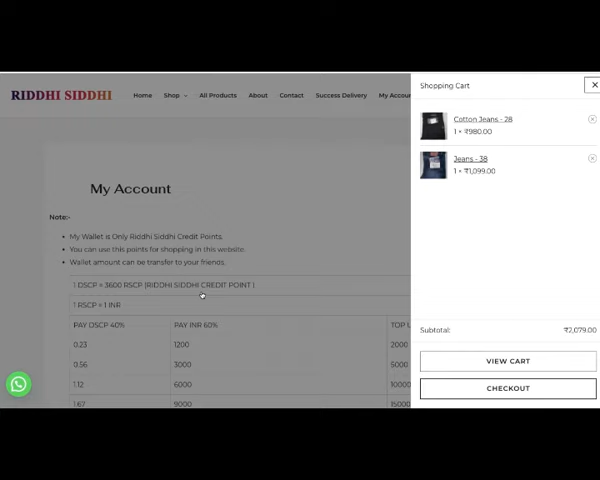 RIDDHI SIDDHI
Home Shop All Products About Contact Success Delivery My Accoun
Shopping Cart
Cotton Jeans - 28
1 × ₹980.00
Jeans - 38
1 × ₹1,099.00
Subtotal: ₹2,079.00
VIEW CART
CHECKOUT
My Account
Note:-
My Wallet is Only Riddhi Siddhi Credit Points.
You can use this points for shopping in this website.
Wallet amount can be transfer to your friends.
1 DSCP = 3600 RSCP (RIDDHI SIDDHI CREDIT POINT )
1 RSCP = 1 INR
PAY DSCP 40% PAY INR 60% TOP U
0.23 1200 2000
0.56 3000 5000
1.12 6000 10000
1.67 9000 15000